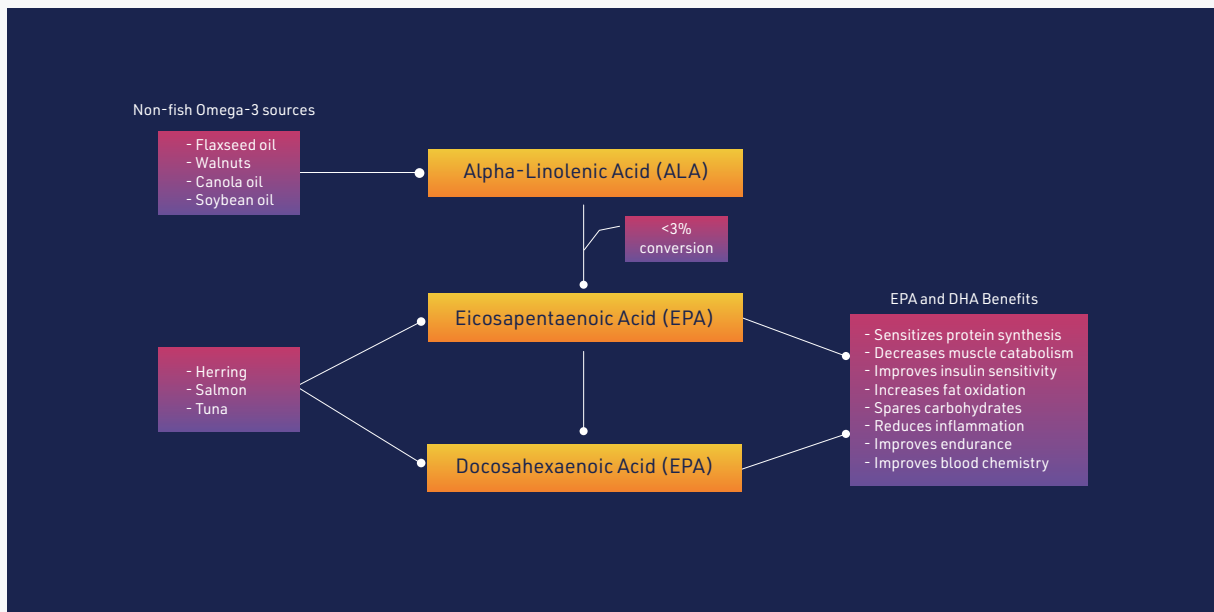 Non-fish Omega-3 sources
- Flaxseed oil
- Walnuts
- Canola oil
- Soybean oil
Alpha-Linolenic Acid (ALA)
<3%
conversion
Eicosapentaenoic Acid (EPA)
- Herring
- Salmon
- Tuna
Docosahexaenoic Acid (EPA)
EPA and DHA Benefits
- Sensitizes protein synthesis
- Decreases muscle catabolism
- Improves insulin sensitivity
- Increases fat oxidation
- Spares carbohydrates
- Reduces inflammation
- Improves endurance
- Improves blood chemistry